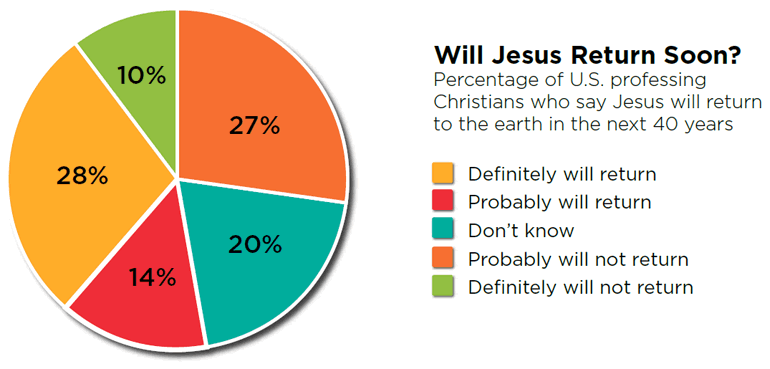 10%
27%
28%
20%
14%
Will Jesus Return Soon?
Percentage of U.S. professing
Christians who say Jesus will return
to the earth in the next 40 years
Definitely will return
Probably will return
Don’t know
Probably will not return
Definitely will not return